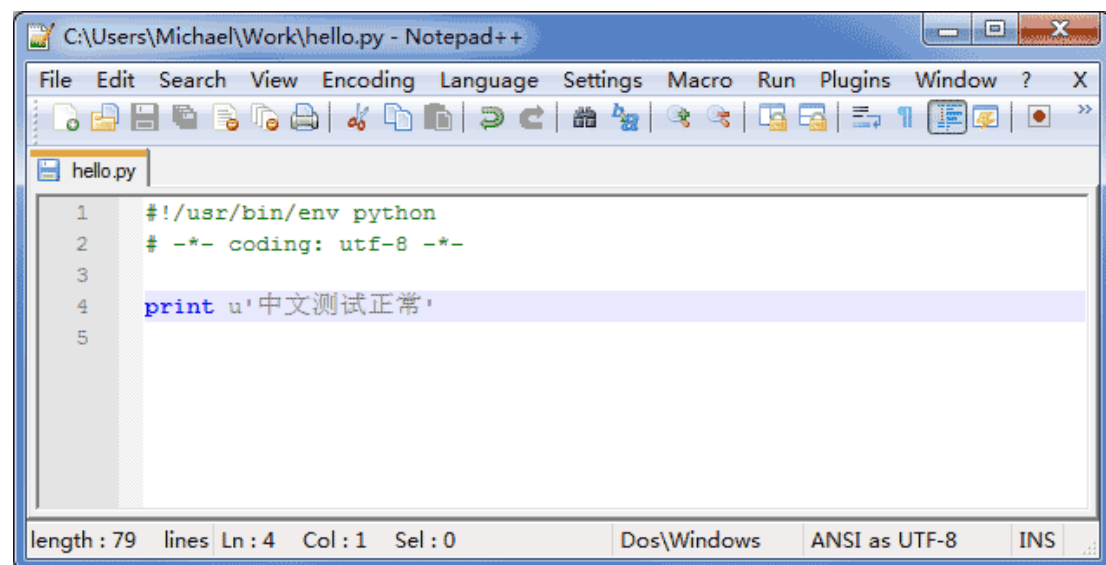 C:\Users\Michael\Work\hello.py - Notepad++
File Edit Search View Encoding Language Settings Macro Run Plugins Window ? X
hello.py
1 #!/usr/bin/env python
2 # -*- coding: utf-8 -*-
3
4 print u'中文测试正常'
5
length : 79 lines Ln : 4 Col : 1 Sel : 0 Dos\Windows ANSI as UTF-8 INS